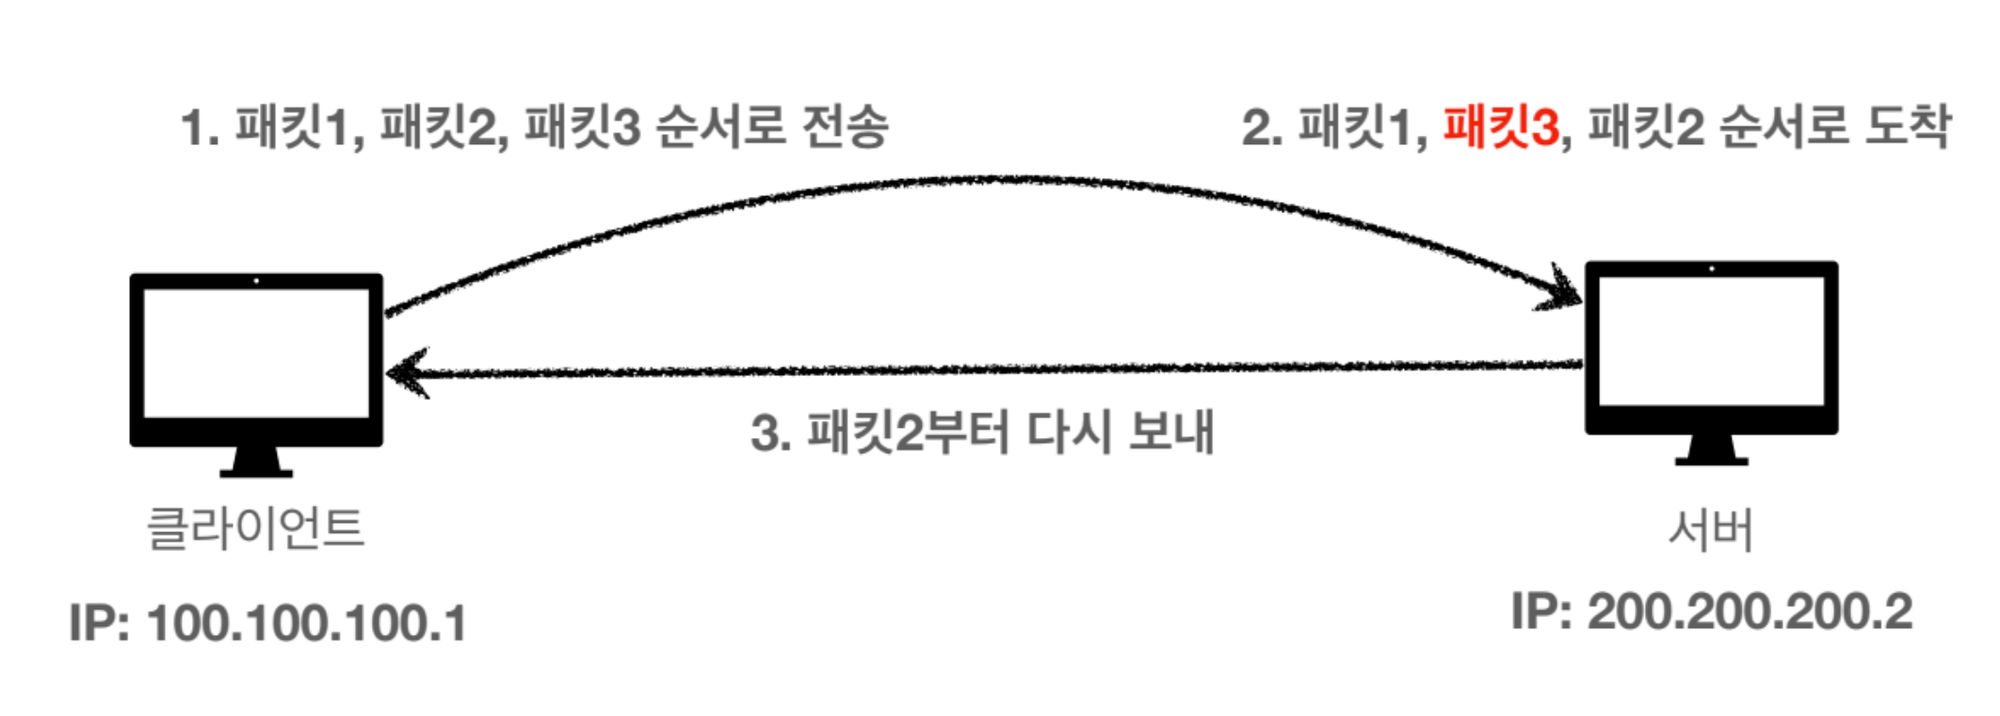 1. 패킷1, 패킷2, 패킷3 순서로 전송
2. 패킷1, 패킷3, 패킷2 순서로 도착
3. 패킷2부터 다시 보내
클라이언트
IP: 100.100.100.1
서버
IP: 200.200.200.2